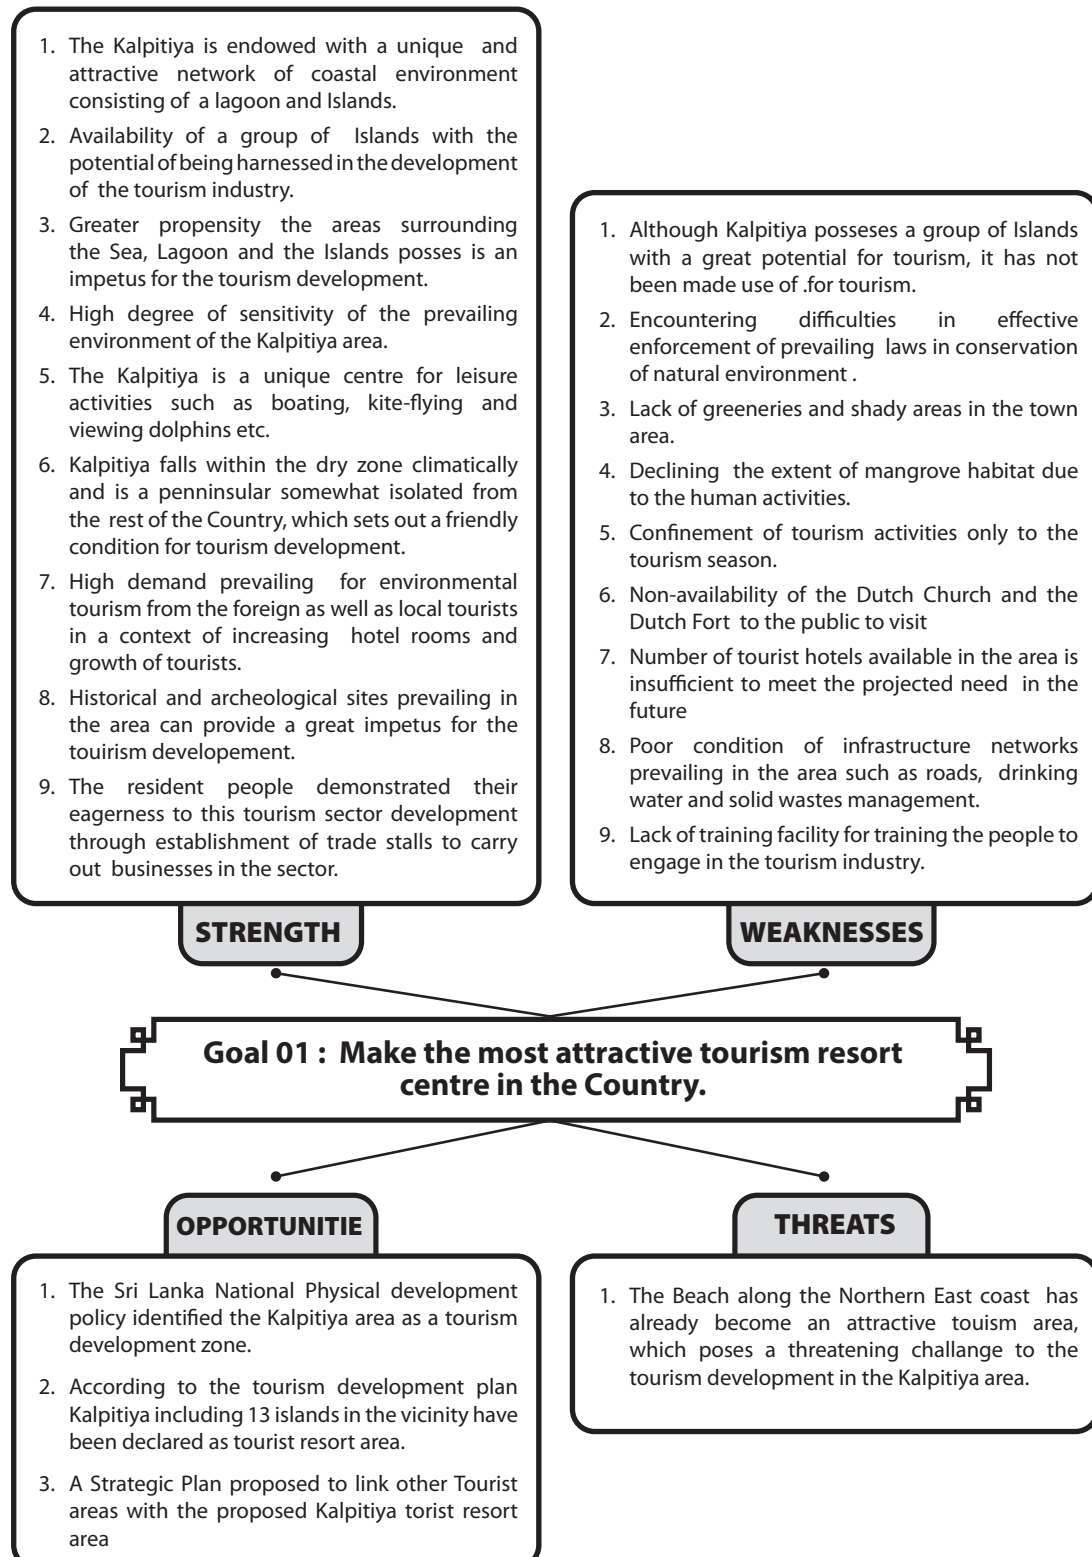 1. The Kalpitiya is endowed with a unique and
attractive network of coastal environment
consisting of a lagoon and Islands.
2. Availability of a group of Islands with the
potential of being harnessed in the development
of the tourism industry.
3. Greater propensity the areas surrounding
the Sea, Lagoon and the Islands posses is an
impetus for the tourism development.
4. High degree of sensitivity of the prevailing
environment of the Kalpitiya area.
5. The Kalpitiya is a unique centre for leisure
activities such as boating, kite-flying and
viewing dolphins etc.
6. Kalpitiya falls within the dry zone climatically
and is a penninsular somewhat isolated from
the rest of the Country, which sets out a friendly
condition for tourism development.
7. High demand prevailing for environmental
tourism from the foreign as well as local tourists
in a context of increasing hotel rooms and
growth of tourists.
8. Historical and archeological sites prevailing in
the area can provide a great impetus for the
touirism developement.
9. The resident people demonstrated their
eagerness to this tourism sector development
through establishment of trade stalls to carry
out businesses in the sector.
STRENGTH
1. Although Kalpitiya posseses a group of Islands
with a great potential for tourism, it has not
been made use of .for tourism.
2. Encountering difficulties in effective
enforcement of prevailing laws in conservation
of natural environment .
3. Lack of greeneries and shady areas in the town
area.
4. Declining the extent of mangrove habitat due
to the human activities.
5. Confinement of tourism activities only to the
tourism season.
6. Non-availability of the Dutch Church and the
Dutch Fort to the public to visit
7. Number of tourist hotels available in the area is
insufficient to meet the projected need in the
future
8. Poor condition of infrastructure networks
prevailing in the area such as roads, drinking
water and solid wastes management.
9. Lack of training facility for training the people to
engage in the tourism industry.
WEAKNESSES
Goal 01 : Make the most attractive tourism resort
centre in the Country.
OPPORTUNITIE
1. The Sri Lanka National Physical development
policy identified the Kalpitiya area as a tourism
development zone.
2. According to the tourism development plan
Kalpitiya including 13 islands in the vicinity have
been declared as tourist resort area.
3. A Strategic Plan proposed to link other Tourist
areas with the proposed Kalpitiya torist resort
area
THREATS
1. The Beach along the Northern East coast has
already become an attractive touism area,
which poses a threatening challange to the
tourism development in the Kalpitiya area.